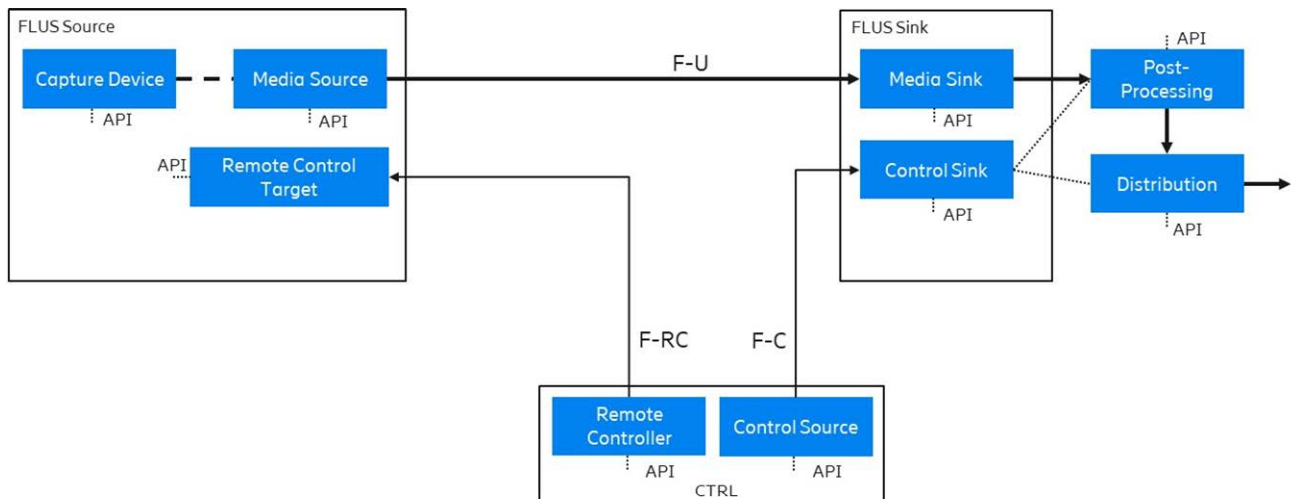 FLUS Source
Capture Device
API
Media Source
API
API
Remote Control
Target
F-U
FLUS Sink
Media Sink
API
Control Sink
API
API
Post-
Processing
Distribution
API
F-RC
F-C
Remote
Controller
API
Control Source
API
CTRL